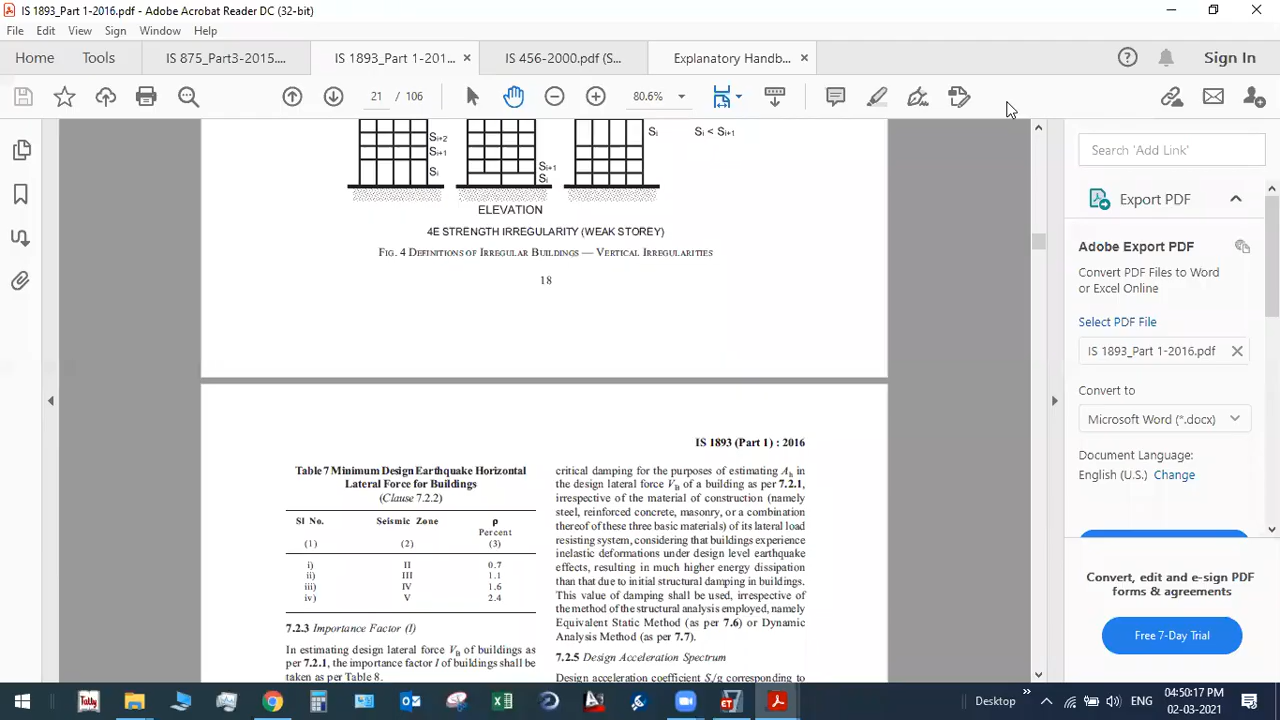 IS 1893_Part 1-2016.pdf - Adobe Acrobat Reader DC (32-bit)
File Edit View Sign Window Help
Home Tools IS 875_Part3-2015.... IS 1893_Part 1-201... × IS 456-2000.pdf (S... Explanatory Handb... × Sign In
21 / 106 80.6%
Si+2
Si+1
Si
Si+1
Si
Si Si < Si+1
ELEVATION
4E STRENGTH IRREGULARITY (WEAK STOREY)
FIG. 4 DEFINITIONS OF IRREGULAR BUILDINGS — VERTICAL IRREGULARITIES
18
IS 1893 (Part 1) : 2016
Table 7 Minimum Design Earthquake Horizontal
Lateral Force for Buildings
(Clause 7.2.2)
Sl No. Seismic Zone ρ
Percent
(1) (2) (3)
i) II 0.7
ii) III 1.1
iii) IV 1.6
iv) V 2.4
7.2.3 Importance Factor (I)
In estimating design lateral force VB of buildings as
per 7.2.1, the importance factor I of buildings shall be
taken as per Table 8.
critical damping for the purposes of estimating Ah in
the design lateral force VB of a building as per 7.2.1,
irrespective of the material of construction (namely
steel, reinforced concrete, masonry, or a combination
thereof of these three basic materials) of its lateral load
resisting system, considering that buildings experience
inelastic deformations under design level earthquake
effects, resulting in much higher energy dissipation
than that due to initial structural damping in buildings.
This value of damping shall be used, irrespective of
the method of the structural analysis employed, namely
Equivalent Static Method (as per 7.6) or Dynamic
Analysis Method (as per 7.7).
7.2.5 Design Acceleration Spectrum
Design acceleration coefficient S/g corresponding to
Search 'Add Link'
Export PDF
Adobe Export PDF
Convert PDF Files to Word
or Excel Online
Select PDF File
IS 1893_Part 1-2016.pdf
Convert to
Microsoft Word (*.docx)
Document Language:
English (U.S.) Change
Convert, edit and e-sign PDF
forms & agreements
Free 7-Day Trial
Tally ET Desktop ENG 04:50:17 PM
02-03-2021